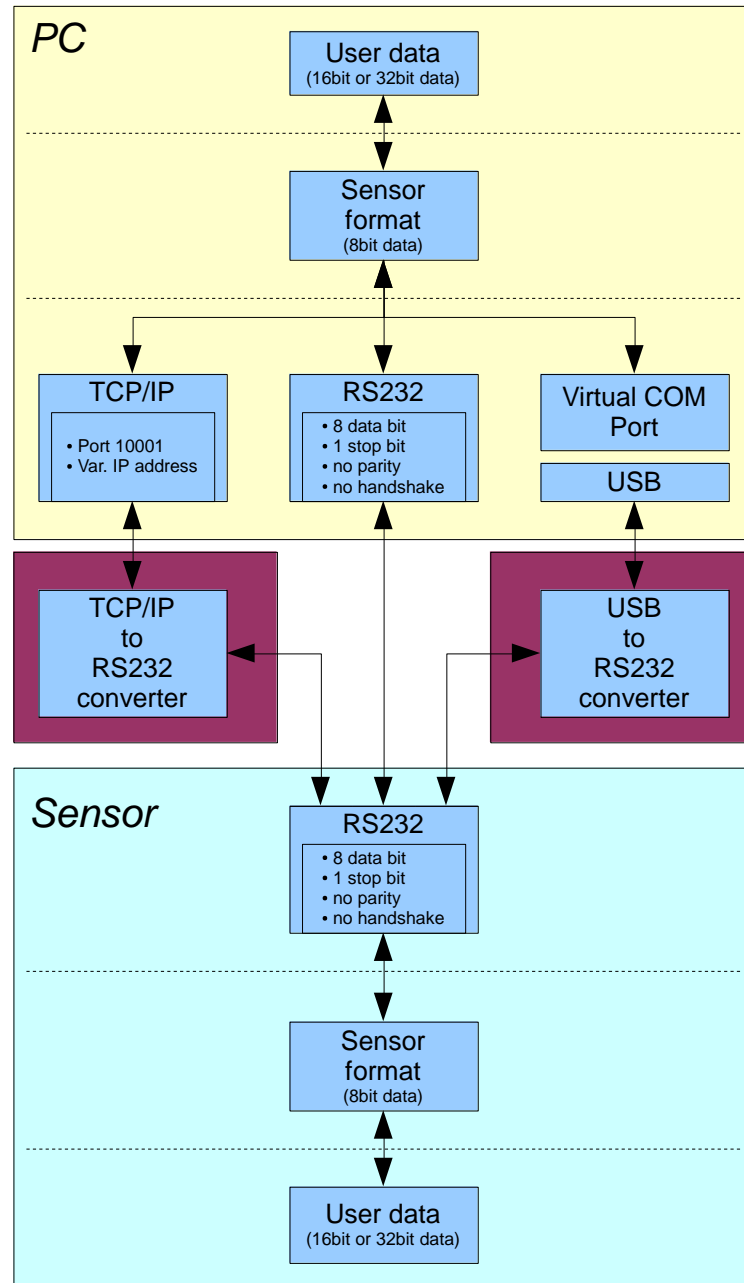 PC
User data
(16bit or 32bit data)
Sensor
format
(8bit data)
TCP/IP
• Port 10001
• Var. IP address
RS232
• 8 data bit
• 1 stop bit
• no parity
• no handshake
Virtual COM
Port
USB
TCP/IP
to
RS232
converter
USB
to
RS232
converter
Sensor
RS232
• 8 data bit
• 1 stop bit
• no parity
• no handshake
Sensor
format
(8bit data)
User data
(16bit or 32bit data)